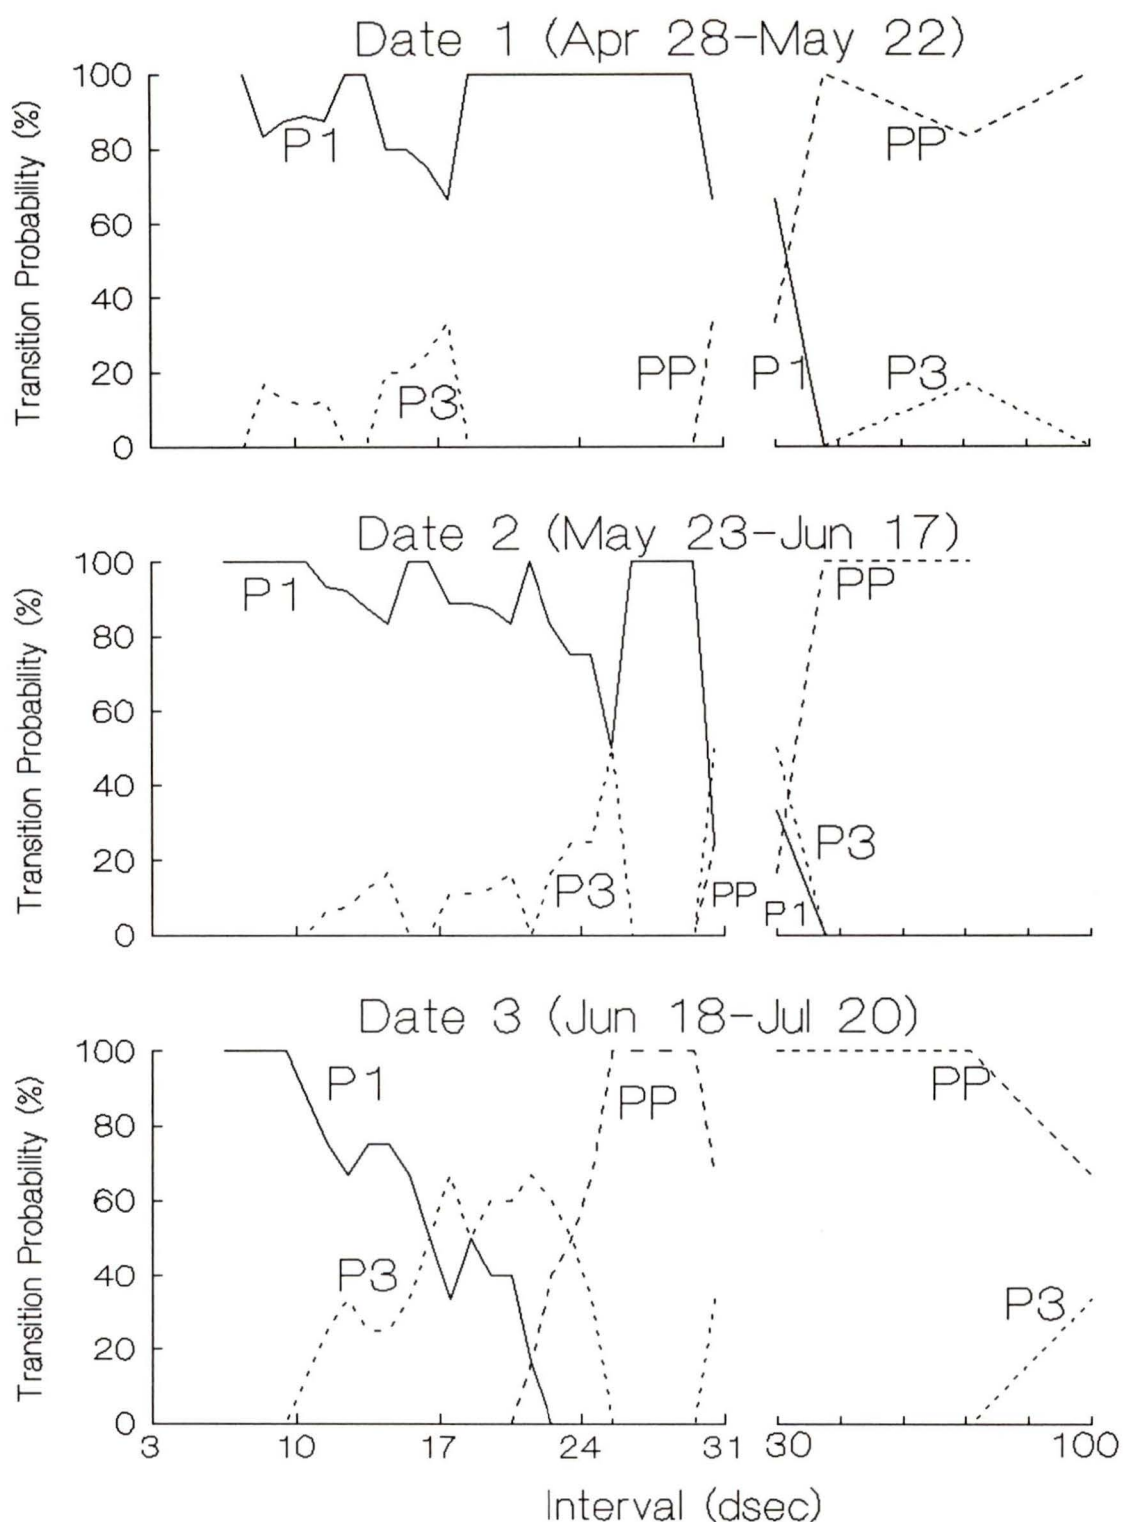 Date 1 (Apr 28-May 22)
Transition Probability (%)
100
80
60
40
20
0
P1
P3
PP
P1
PP
P3
3
10
17
24
31
30
100
Date 2 (May 23-Jun 17)
Transition Probability (%)
100
80
60
40
20
0
P1
P3
PP
P1
P3
PP
Date 3 (Jun 18-Jul 20)
Transition Probability (%)
100
80
60
40
20
0
P1
P3
PP
PP
P3
Interval (dsec)